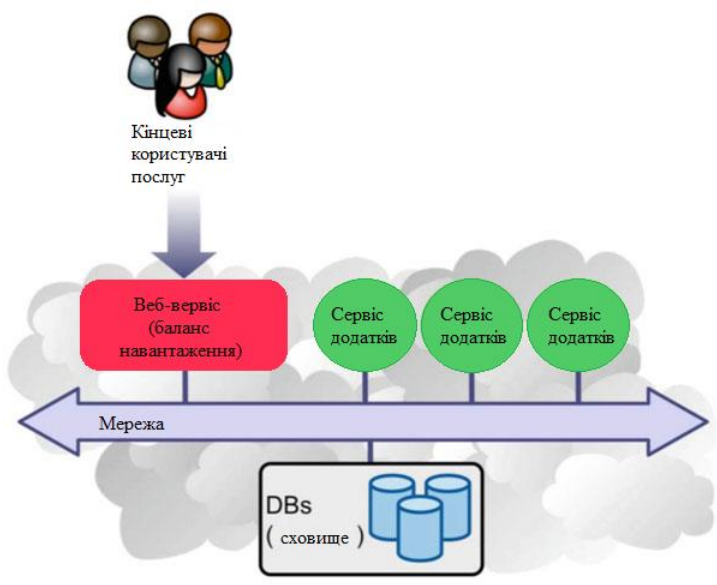 Кінцеві
користувачі
послуг
Веб-вервіс
(баланс
навантаження)
Сервіс
додатків
Сервіс
додатків
Сервіс
додатків
Мережа
DBs
( сховище )